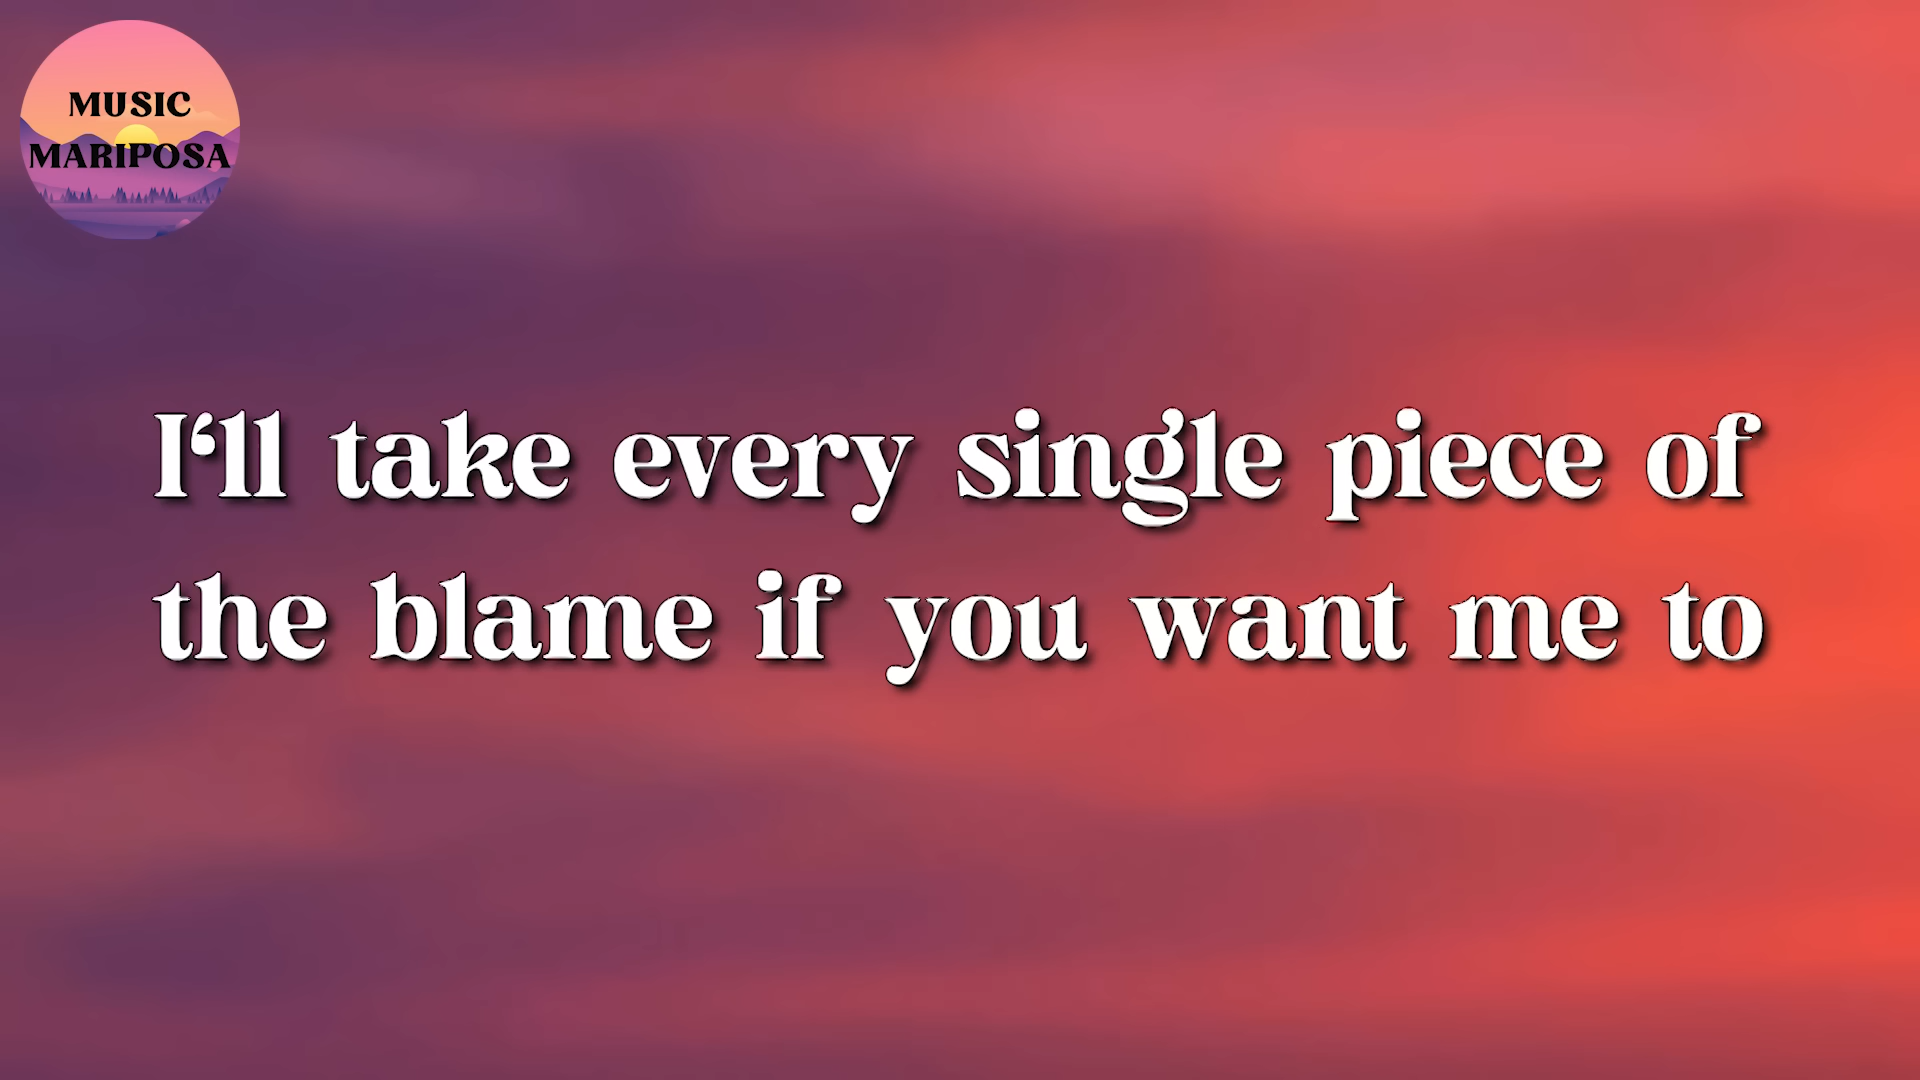 MUSIC
MARIPOSA
I‘ll take every single piece of
the blame if you want me to